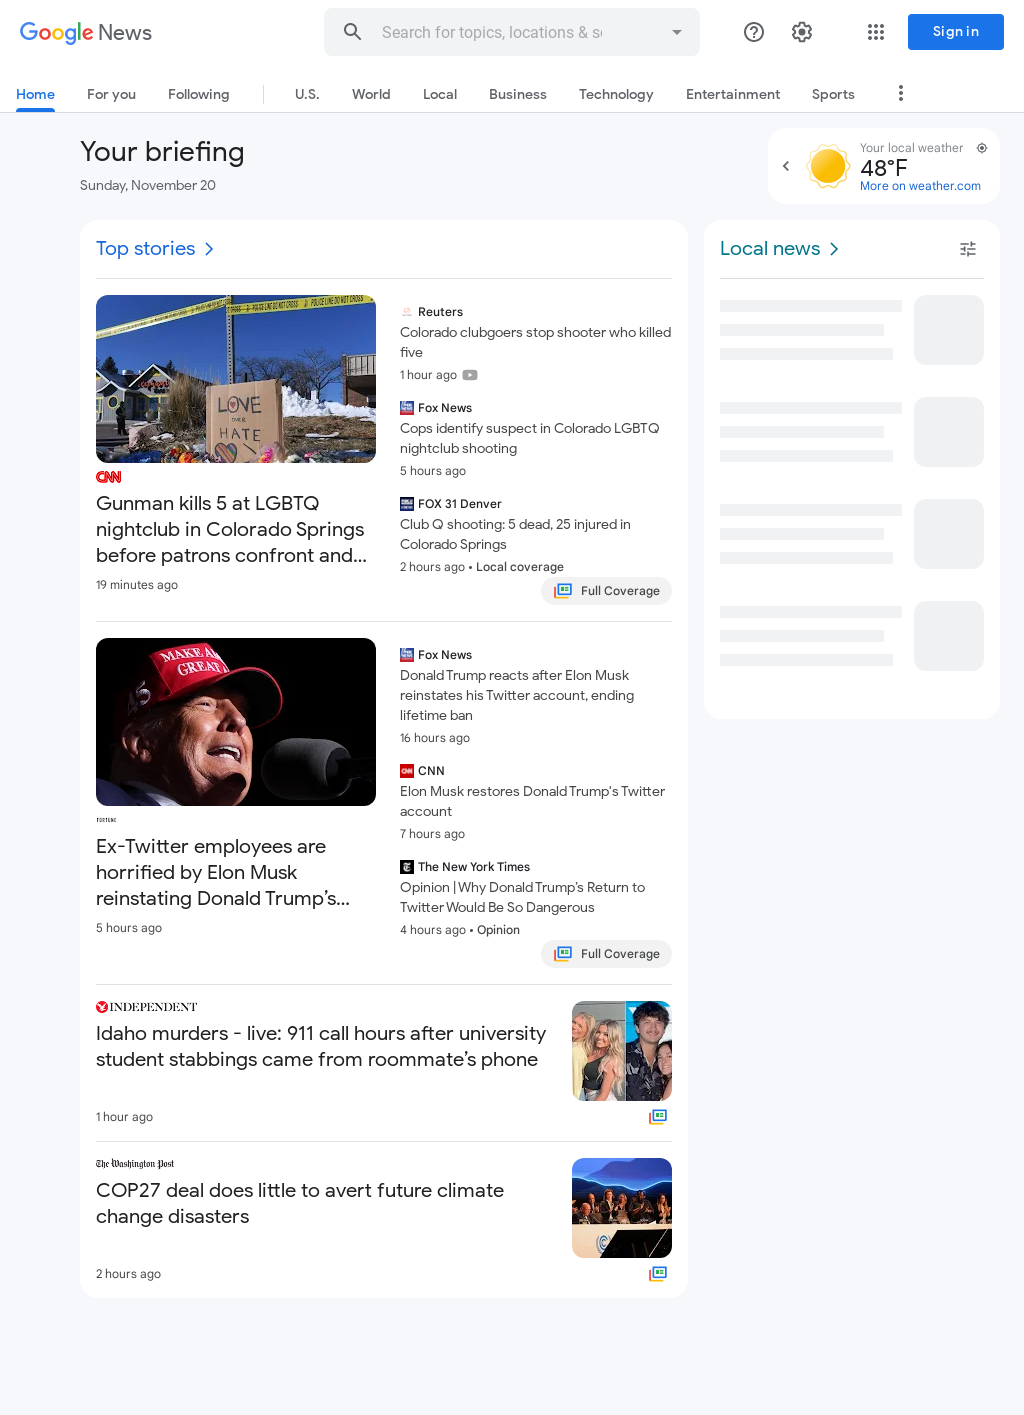 Google News
Search for topics, locations & so
Sign in
Home
For you
Following
U.S.
World
Local
Business
Technology
Entertainment
Sports
Your briefing
Sunday, November 20
Your local weather
48°F
More on weather.com
Top stories
Local news
POLICE LINE DO NOT CROSS
LOVE
OVER
HATE
CNN
Gunman kills 5 at LGBTQ
nightclub in Colorado Springs
before patrons confront and...
19 minutes ago
Reuters
Colorado clubgoers stop shooter who killed
five
1 hour ago
Fox News
Cops identify suspect in Colorado LGBTQ
nightclub shooting
5 hours ago
FOX 31 Denver
Club Q shooting: 5 dead, 25 injured in
Colorado Springs
2 hours ago • Local coverage
Full Coverage
MAKE AM
GREAT
FORTUNE
Ex-Twitter employees are
horrified by Elon Musk
reinstating Donald Trump’s...
5 hours ago
Fox News
Donald Trump reacts after Elon Musk
reinstates his Twitter account, ending
lifetime ban
16 hours ago
CNN
Elon Musk restores Donald Trump's Twitter
account
7 hours ago
The New York Times
Opinion | Why Donald Trump’s Return to
Twitter Would Be So Dangerous
4 hours ago • Opinion
Full Coverage
INDEPENDENT
Idaho murders - live: 911 call hours after university
student stabbings came from roommate’s phone
1 hour ago
The Washington Post
COP27 deal does little to avert future climate
change disasters
2 hours ago